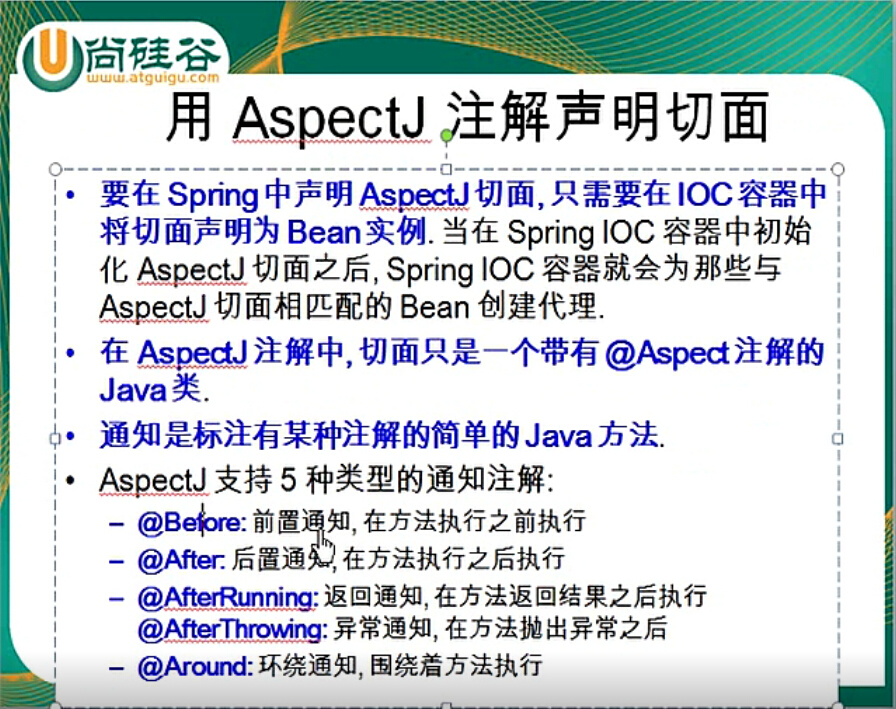 尚硅谷
www.atguigu.com
用 AspectJ 注解声明切面
• 要在 Spring 中声明 AspectJ 切面, 只需要在 IOC 容器中
将切面声明为 Bean 实例. 当在 Spring IOC 容器中初始
化 AspectJ 切面之后, Spring IOC 容器就会为那些与
AspectJ 切面相匹配的 Bean 创建代理.
• 在 AspectJ 注解中, 切面只是一个带有 @Aspect 注解的
Java 类.
• 通知是标注有某种注解的简单的 Java 方法.
• AspectJ 支持 5 种类型的通知注解:
– @Before: 前置通知, 在方法执行之前执行
– @After: 后置通知, 在方法执行之后执行
– @AfterRunning: 返回通知, 在方法返回结果之后执行
@AfterThrowing: 异常通知, 在方法抛出异常之后
– @Around: 环绕通知, 围绕着方法执行